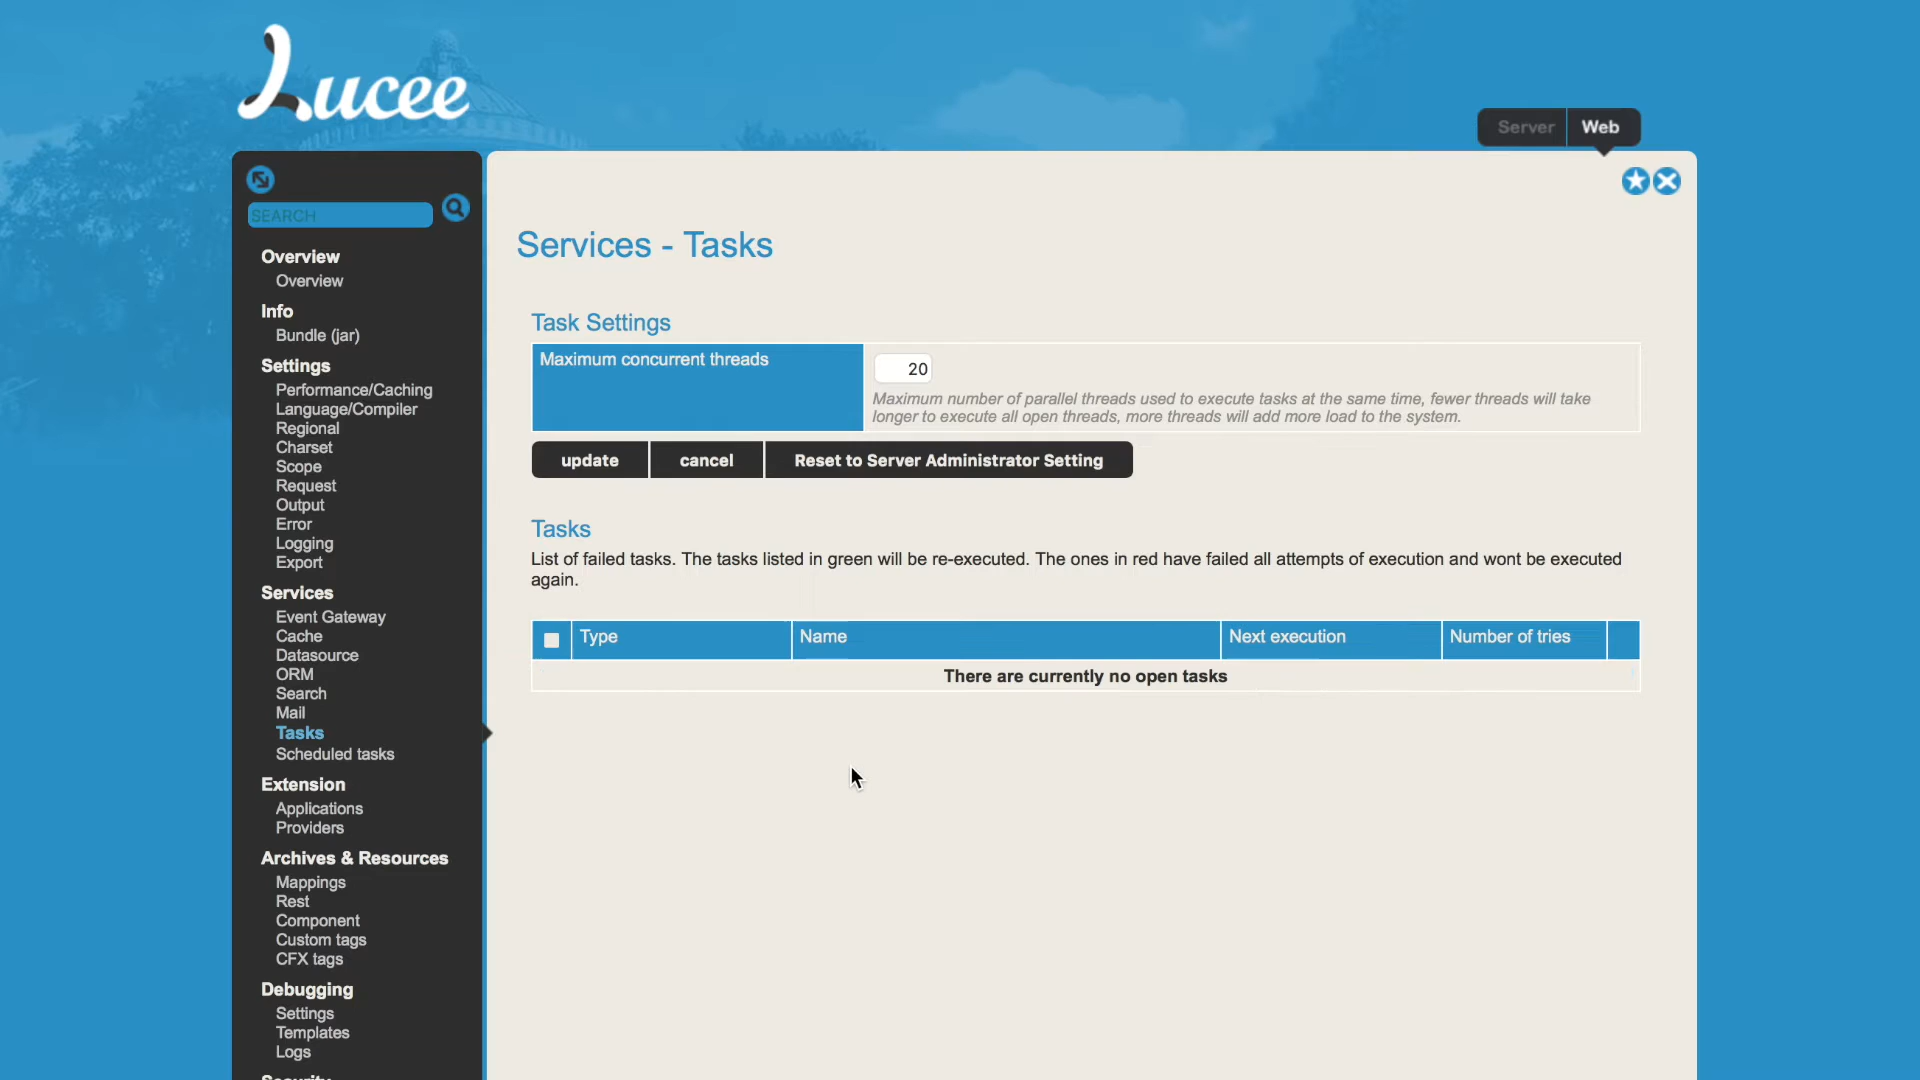 Lucee
Server
Web
SEARCH
Overview
Overview
Info
Bundle (jar)
Settings
Performance/Caching
Language/Compiler
Regional
Charset
Scope
Request
Output
Error
Logging
Export
Services
Event Gateway
Cache
Datasource
ORM
Search
Mail
Tasks
Scheduled tasks
Extension
Applications
Providers
Archives & Resources
Mappings
Rest
Component
Custom tags
CFX tags
Debugging
Settings
Templates
Logs
Services - Tasks
Task Settings
Maximum concurrent threads
20
Maximum number of parallel threads used to execute tasks at the same time, fewer threads will take
longer to execute all open threads, more threads will add more load to the system.
update
cancel
Reset to Server Administrator Setting
Tasks
List of failed tasks. The tasks listed in green will be re-executed. The ones in red have failed all attempts of execution and wont be executed
again.
Type
Name
Next execution
Number of tries
There are currently no open tasks